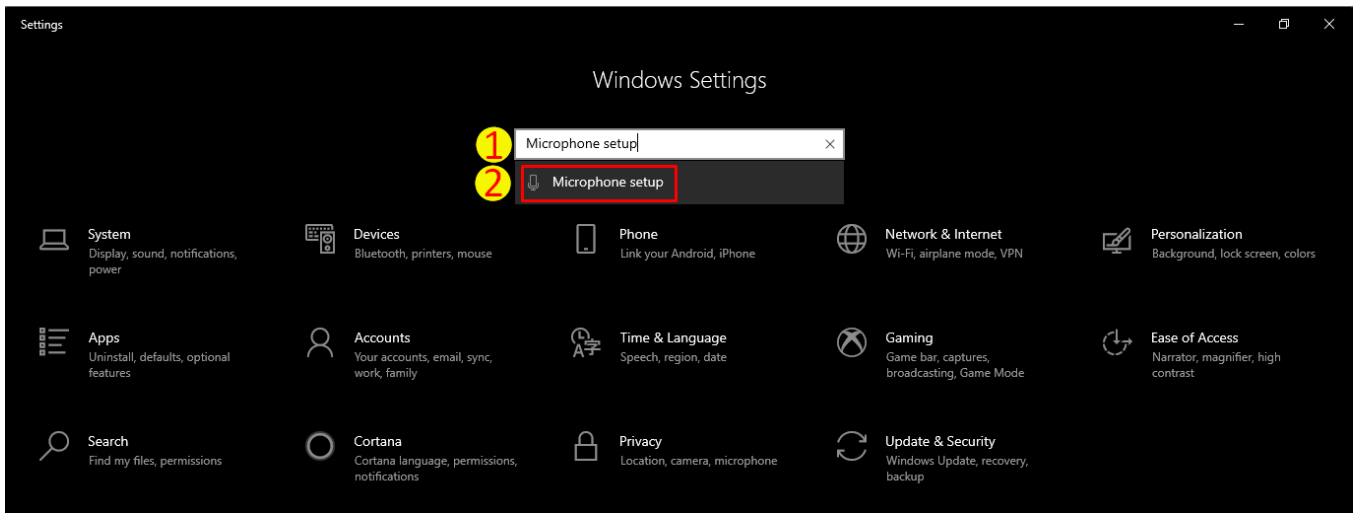 Settings
Windows Settings
1
Microphone setup
2
Microphone setup
System
Display, sound, notifications,
power
Devices
Bluetooth, printers, mouse
Phone
Link your Android, iPhone
Network & Internet
Wi-Fi, airplane mode, VPN
Personalization
Background, lock screen, colors
Apps
Uninstall, defaults, optional
features
Accounts
Your accounts, email, sync,
work, family
Time & Language
Speech, region, date
Gaming
Game bar, captures,
broadcasting, Game Mode
Ease of Access
Narrator, magnifier, high
contrast
Search
Find my files, permissions
Cortana
Cortana language, permissions,
notifications
Privacy
Location, camera, microphone
Update & Security
Windows Update, recovery,
backup